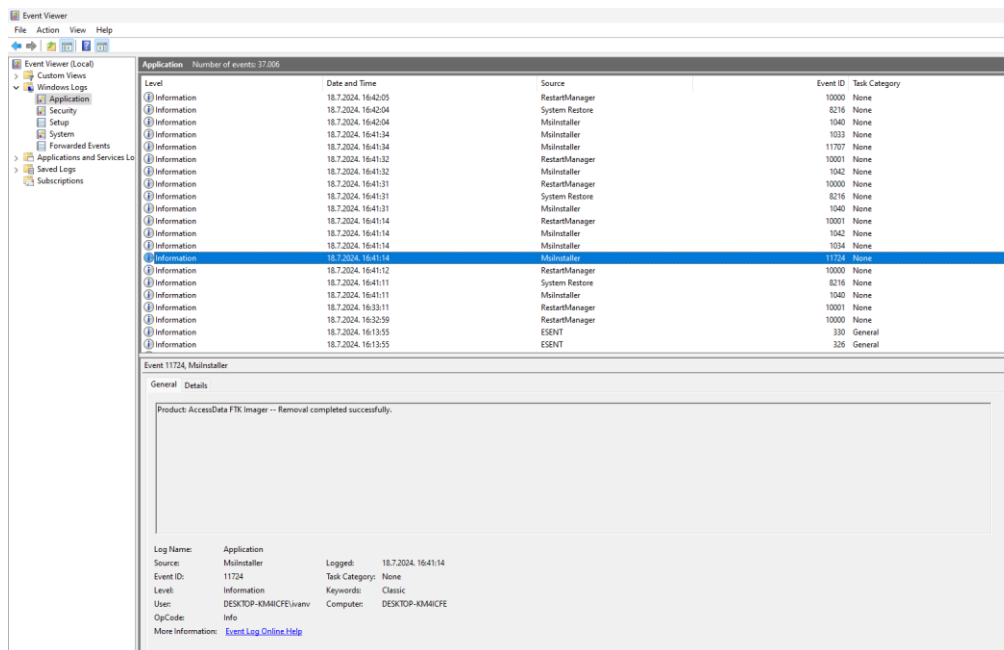 Event Viewer
File Action View Help
Event Viewer (Local)
Custom Views
Windows Logs
Application
Security
Setup
System
Forwarded Events
Applications and Services Lo
Saved Logs
Subscriptions
Application Number of events: 37.006
Level Date and Time Source Event ID Task Category
Information 18.7.2024. 16:42:05 RestartManager 10000 None
Information 18.7.2024. 16:42:04 System Restore 8216 None
Information 18.7.2024. 16:42:04 MsiInstaller 1040 None
Information 18.7.2024. 16:41:34 MsiInstaller 1033 None
Information 18.7.2024. 16:41:34 MsiInstaller 11707 None
Information 18.7.2024. 16:41:32 RestartManager 10001 None
Information 18.7.2024. 16:41:32 MsiInstaller 1042 None
Information 18.7.2024. 16:41:31 RestartManager 10000 None
Information 18.7.2024. 16:41:31 System Restore 8216 None
Information 18.7.2024. 16:41:31 MsiInstaller 1040 None
Information 18.7.2024. 16:41:14 RestartManager 10001 None
Information 18.7.2024. 16:41:14 MsiInstaller 1042 None
Information 18.7.2024. 16:41:14 MsiInstaller 1034 None
Information 18.7.2024. 16:41:14 MsiInstaller 11724 None
Information 18.7.2024. 16:41:12 RestartManager 10000 None
Information 18.7.2024. 16:41:11 System Restore 8216 None
Information 18.7.2024. 16:41:11 MsiInstaller 1040 None
Information 18.7.2024. 16:33:11 RestartManager 10001 None
Information 18.7.2024. 16:32:59 RestartManager 10000 None
Information 18.7.2024. 16:13:55 ESENT 330 General
Information 18.7.2024. 16:13:55 ESENT 326 General
Event 11724, MsiInstaller
General Details
Product: AccessData FTK Imager -- Removal completed successfully.
Log Name: Application
Source: MsiInstaller Logged: 18.7.2024. 16:41:14
Event ID: 11724 Task Category: None
Level: Information Keywords: Classic
User: DESKTOP-KM4ICFE\ivanv Computer: DESKTOP-KM4ICFE
OpCode: Info
More Information: Event Log Online Help